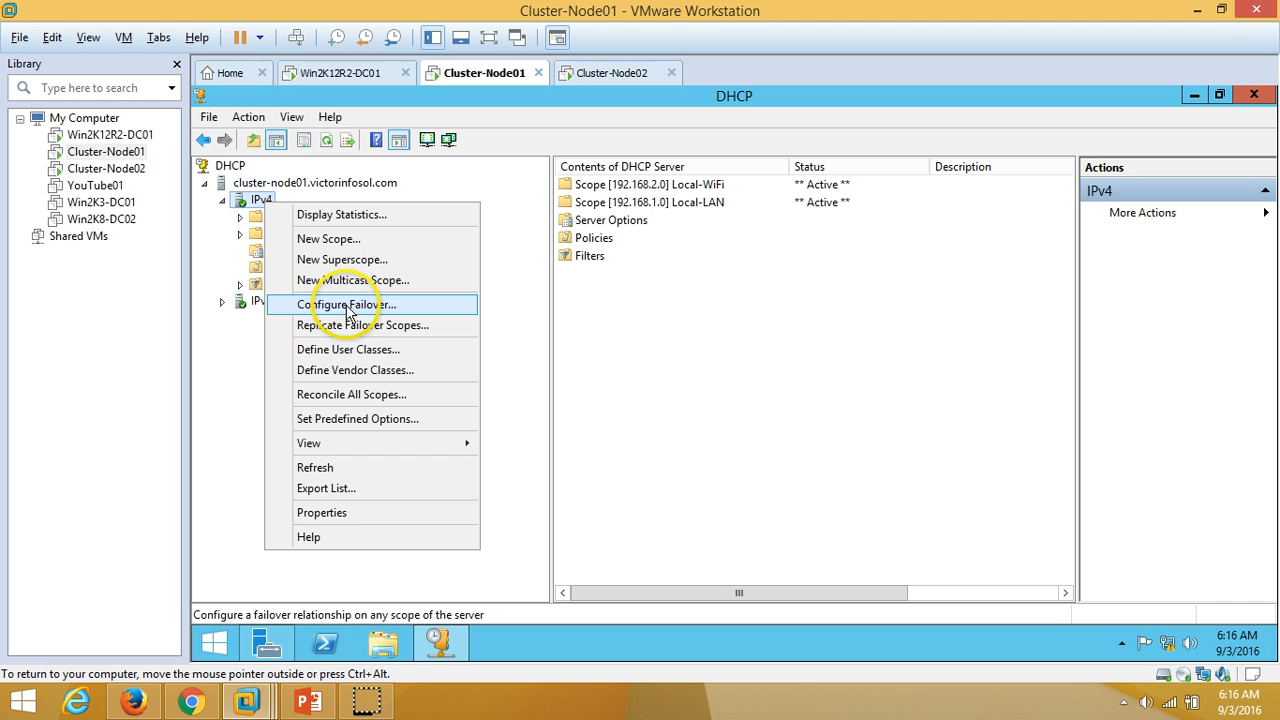 Cluster-Node01 - VMware Workstation
File Edit View VM Tabs Help
Library
Type here to search
My Computer
Win2K12R2-DC01
Cluster-Node01
Cluster-Node02
YouTube01
Win2K3-DC01
Win2K8-DC02
Shared VMs
Home
Win2K12R2-DC01
Cluster-Node01
Cluster-Node02
DHCP
File Action View Help
DHCP
cluster-node01.victorinfosol.com
IPv4
IPv
Display Statistics...
New Scope...
New Superscope...
New Multicast Scope...
Configure Failover...
Replicate Failover Scopes...
Define User Classes...
Define Vendor Classes...
Reconcile All Scopes...
Set Predefined Options...
View
Refresh
Export List...
Properties
Help
Contents of DHCP Server Status Description
Scope [192.168.2.0] Local-WiFi ** Active **
Scope [192.168.1.0] Local-LAN ** Active **
Server Options
Policies
Filters
Actions
IPv4
More Actions
Configure a failover relationship on any scope of the server
6:16 AM
9/3/2016
To return to your computer, move the mouse pointer outside or press Ctrl+Alt.
6:16 AM
9/3/2016